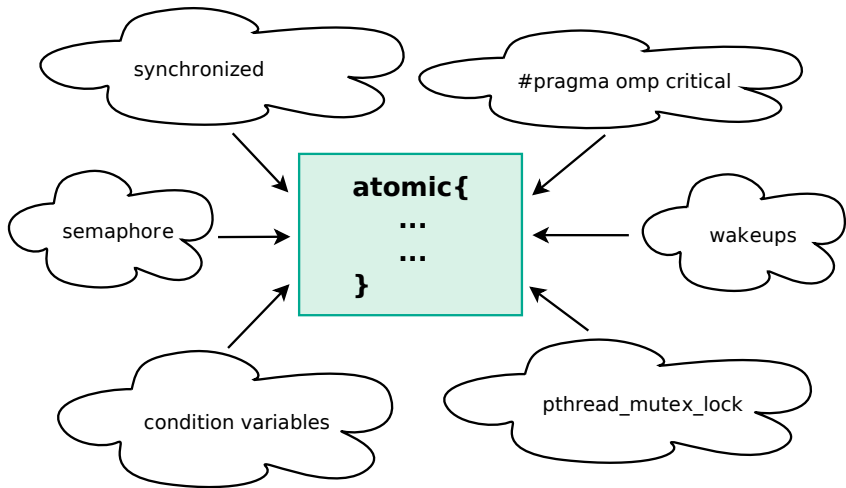 synchronized
#pragma omp critical
atomic{
...
...
}
semaphore
wakeups
condition variables
pthread_mutex_lock